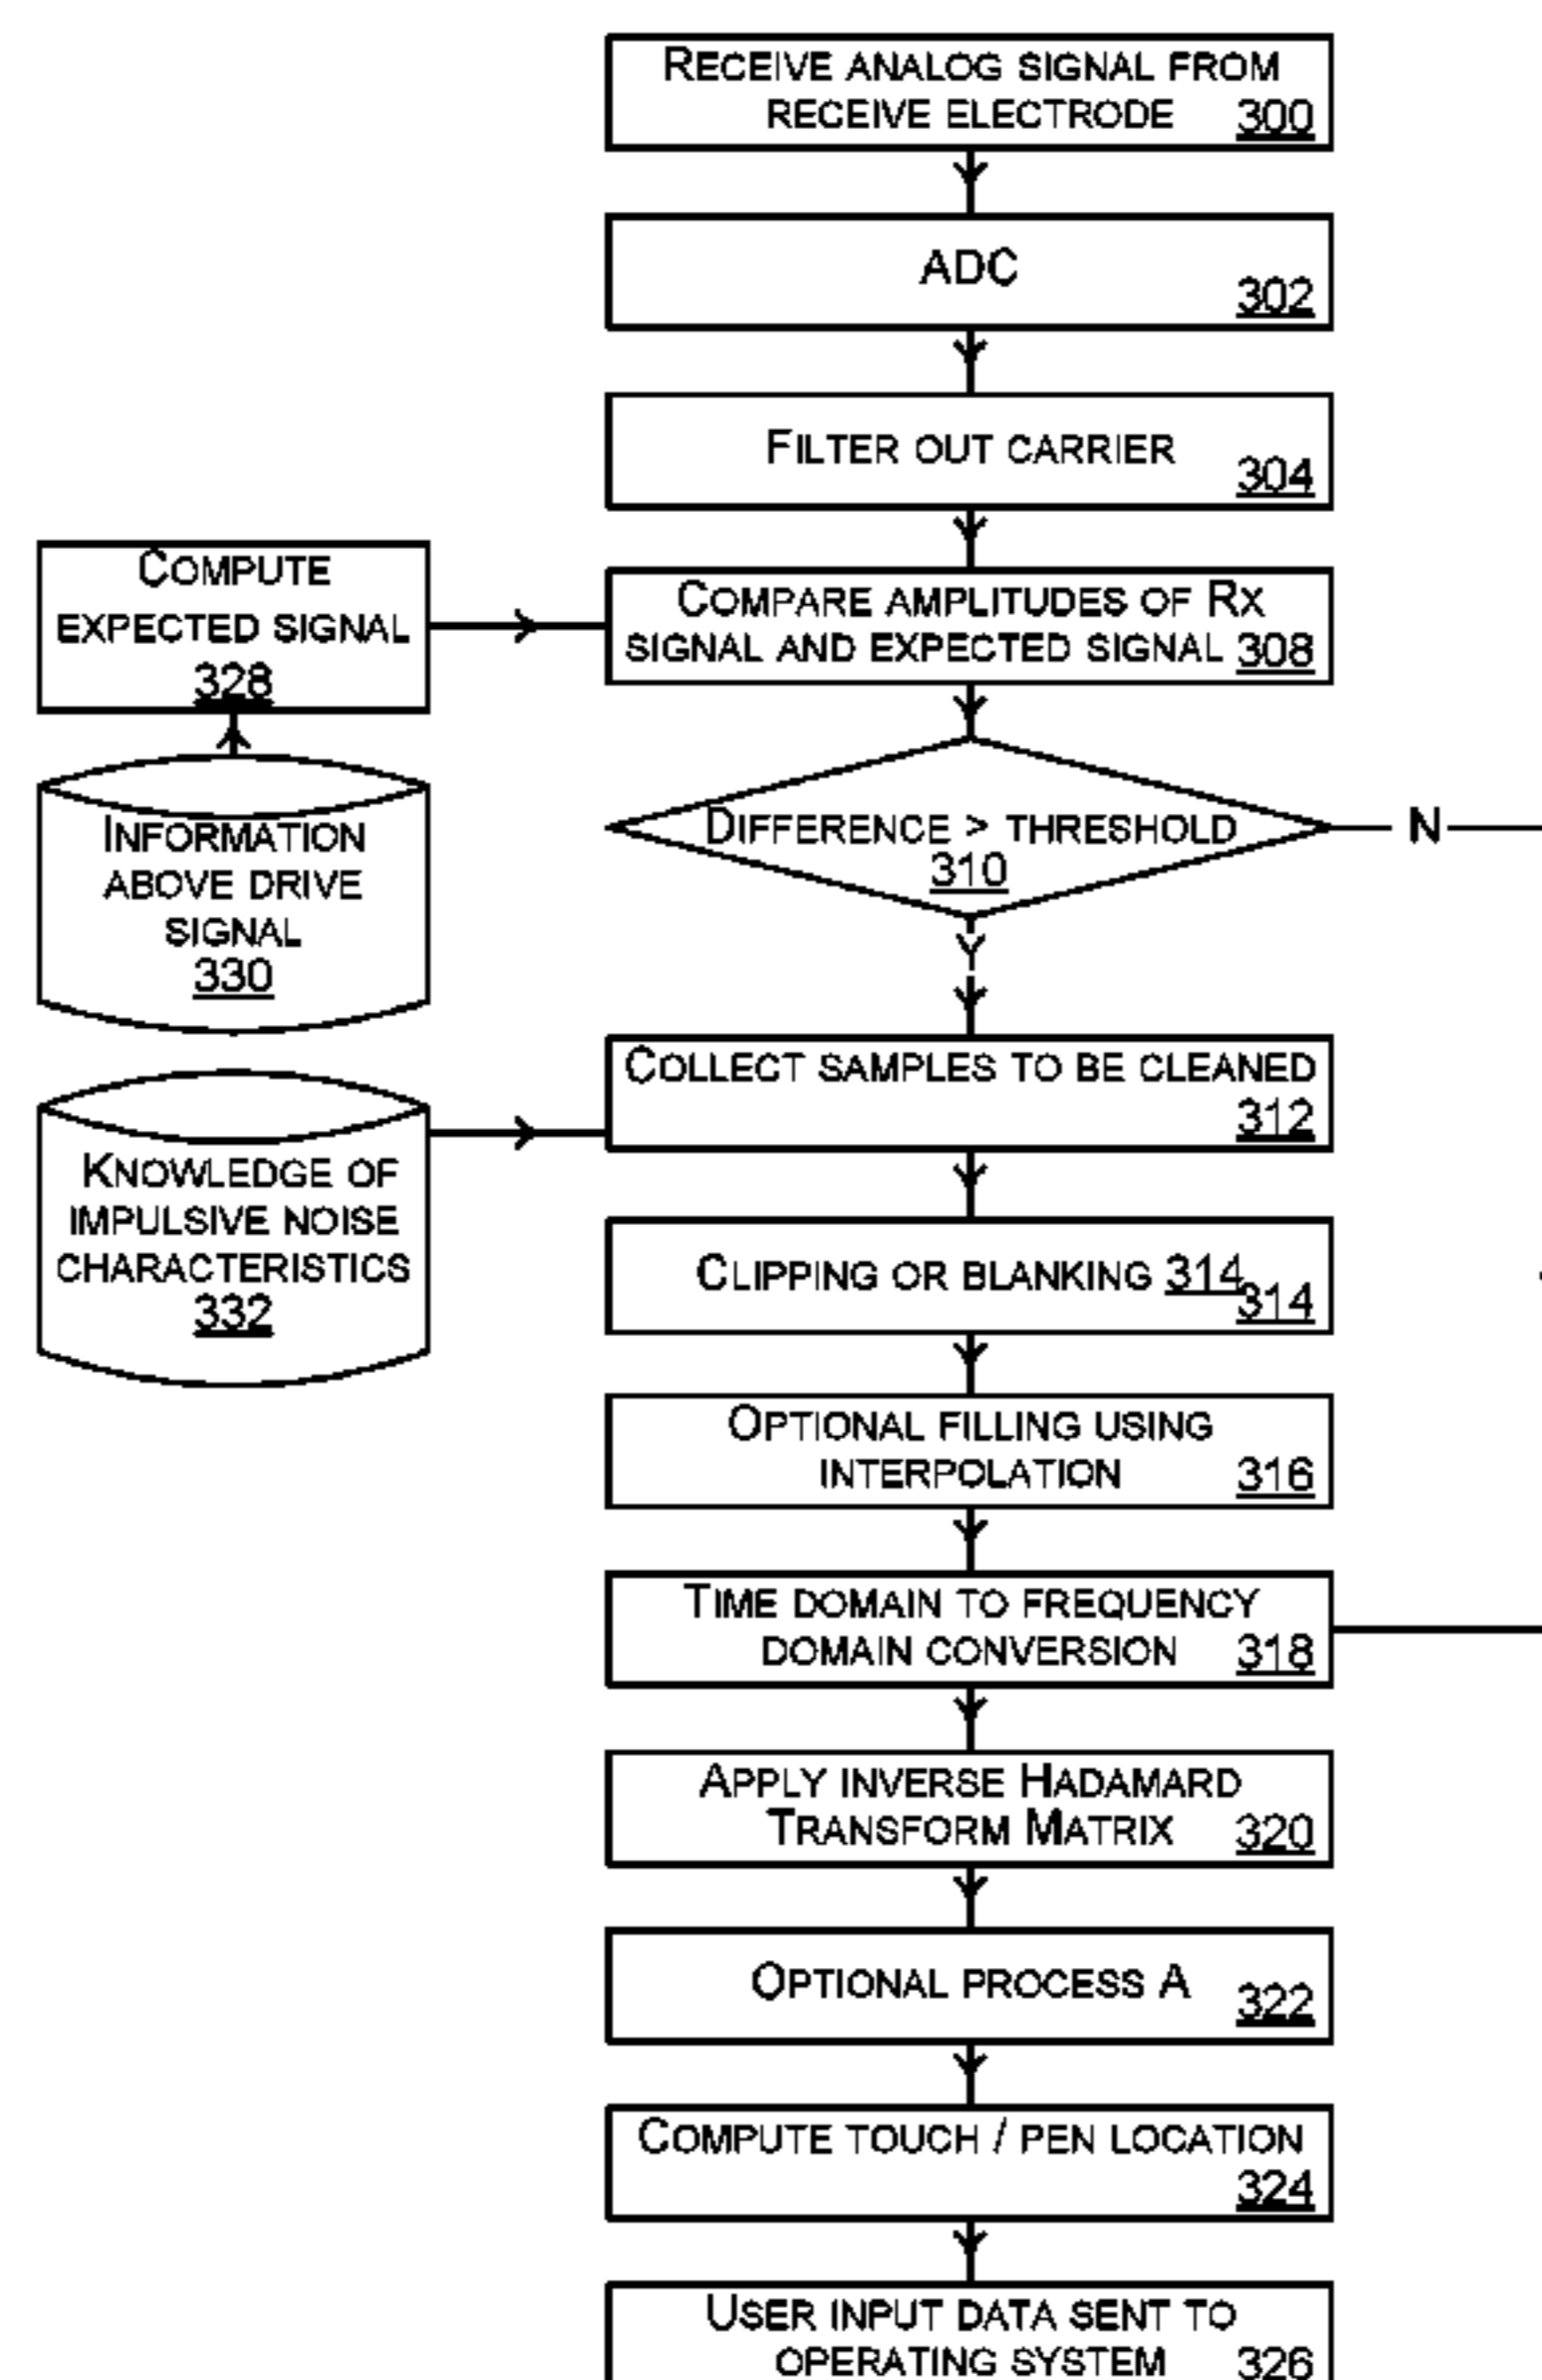 RECEIVE ANALOG SIGNAL FROM
RECEIVE ELECTRODE 300
ADC
302
FILTER OUT CARRIER
304
COMPUTE
EXPECTED SIGNAL
328
COMPARE AMPLITUDES OF RX
SIGNAL AND EXPECTED SIGNAL 308
DIFFERENCE > THRESHOLD
310
N
Y
INFORMATION
ABOVE DRIVE
SIGNAL
330
COLLECT SAMPLES TO BE CLEANED
312
KNOWLEDGE OF
IMPULSIVE NOISE
CHARACTERISTICS
332
CLIPPING OR BLANKING 314
314
OPTIONAL FILLING USING
INTERPOLATION 316
TIME DOMAIN TO FREQUENCY
DOMAIN CONVERSION 318
APPLY INVERSE HADAMARD
TRANSFORM MATRIX 320
OPTIONAL PROCESS A
322
COMPUTE TOUCH / PEN LOCATION
324
USER INPUT DATA SENT TO
OPERATING SYSTEM 326